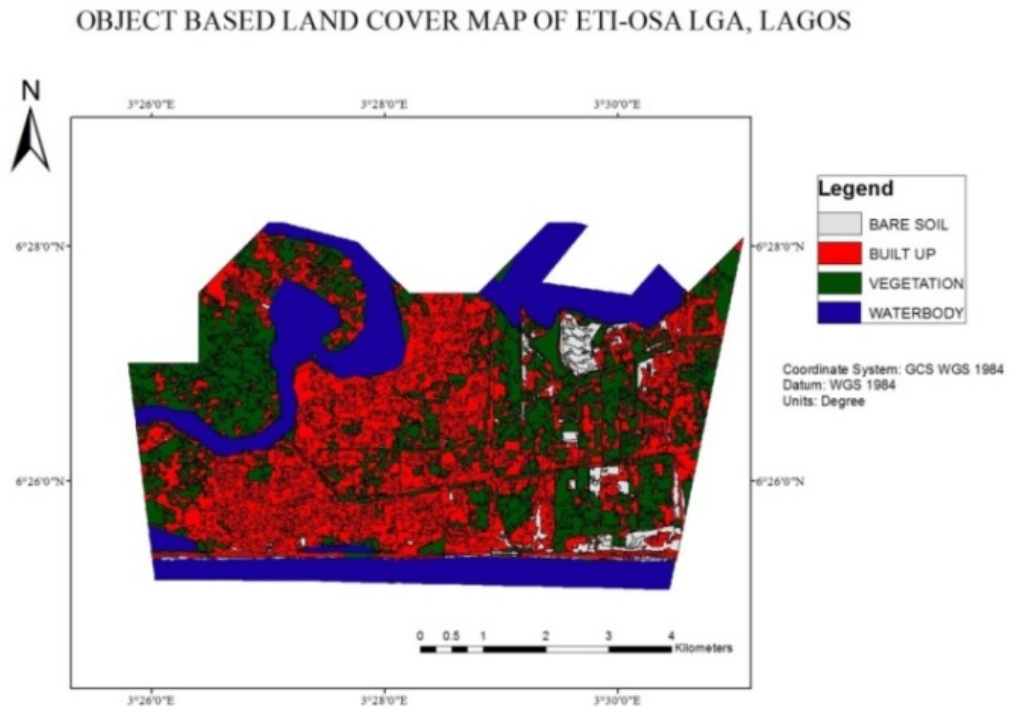 OBJECT BASED LAND COVER MAP OF ETI-OSA LGA, LAGOS
N
3°26'0"E 3°28'0"E 3°30'0"E
Legend
BARE SOIL
6°28'0"N 6°28'0"N
BUILT UP
VEGETATION
WATERBODY
Coordinate System: GCS WGS 1984
Datum: WGS 1984
Units: Degree
6°26'0"N 6°26'0"N
0 0.5 1 2 3 4
Kilometers
3°26'0"E 3°28'0"E 3°30'0"E